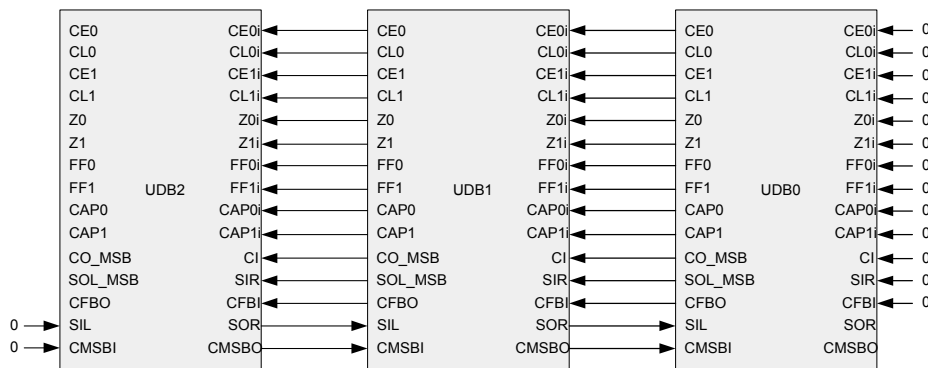 CE0 CE0i CE0 CE0i CE0 CE0i 0
CL0 CL0i CL0 CL0i CL0 CL0i 0
CE1 CE1i CE1 CE1i CE1 CE1i 0
CL1 CL1i CL1 CL1i CL1 CL1i 0
Z0 Z0i Z0 Z0i Z0 Z0i 0
Z1 Z1i Z1 Z1i Z1 Z1i 0
FF0 FF0i FF0 FF0i FF0 FF0i 0
FF1 UDB2 FF1i FF1 UDB1 FF1i FF1 UDB0 FF1i 0
CAP0 CAP0i CAP0 CAP0i CAP0 CAP0i 0
CAP1 CAP1i CAP1 CAP1i CAP1 CAP1i 0
CO_MSB CI CO_MSB CI CO_MSB CI 0
SOL_MSB SIR SOL_MSB SIR SOL_MSB SIR 0
CFBO CFBI CFBO CFBI CFBO CFBI 0
0 SIL SOR SIL SOR SIL SOR
0 CMSBI CMSBO CMSBI CMSBO CMSBI CMSBO